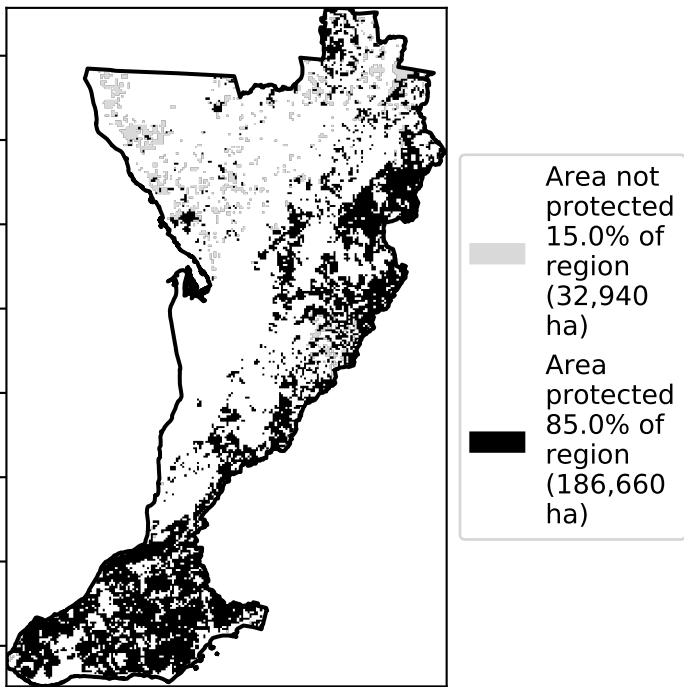 Area not
protected
15.0% of
region
(32,940
ha)
Area
protected
85.0% of
region
(186,660
ha)